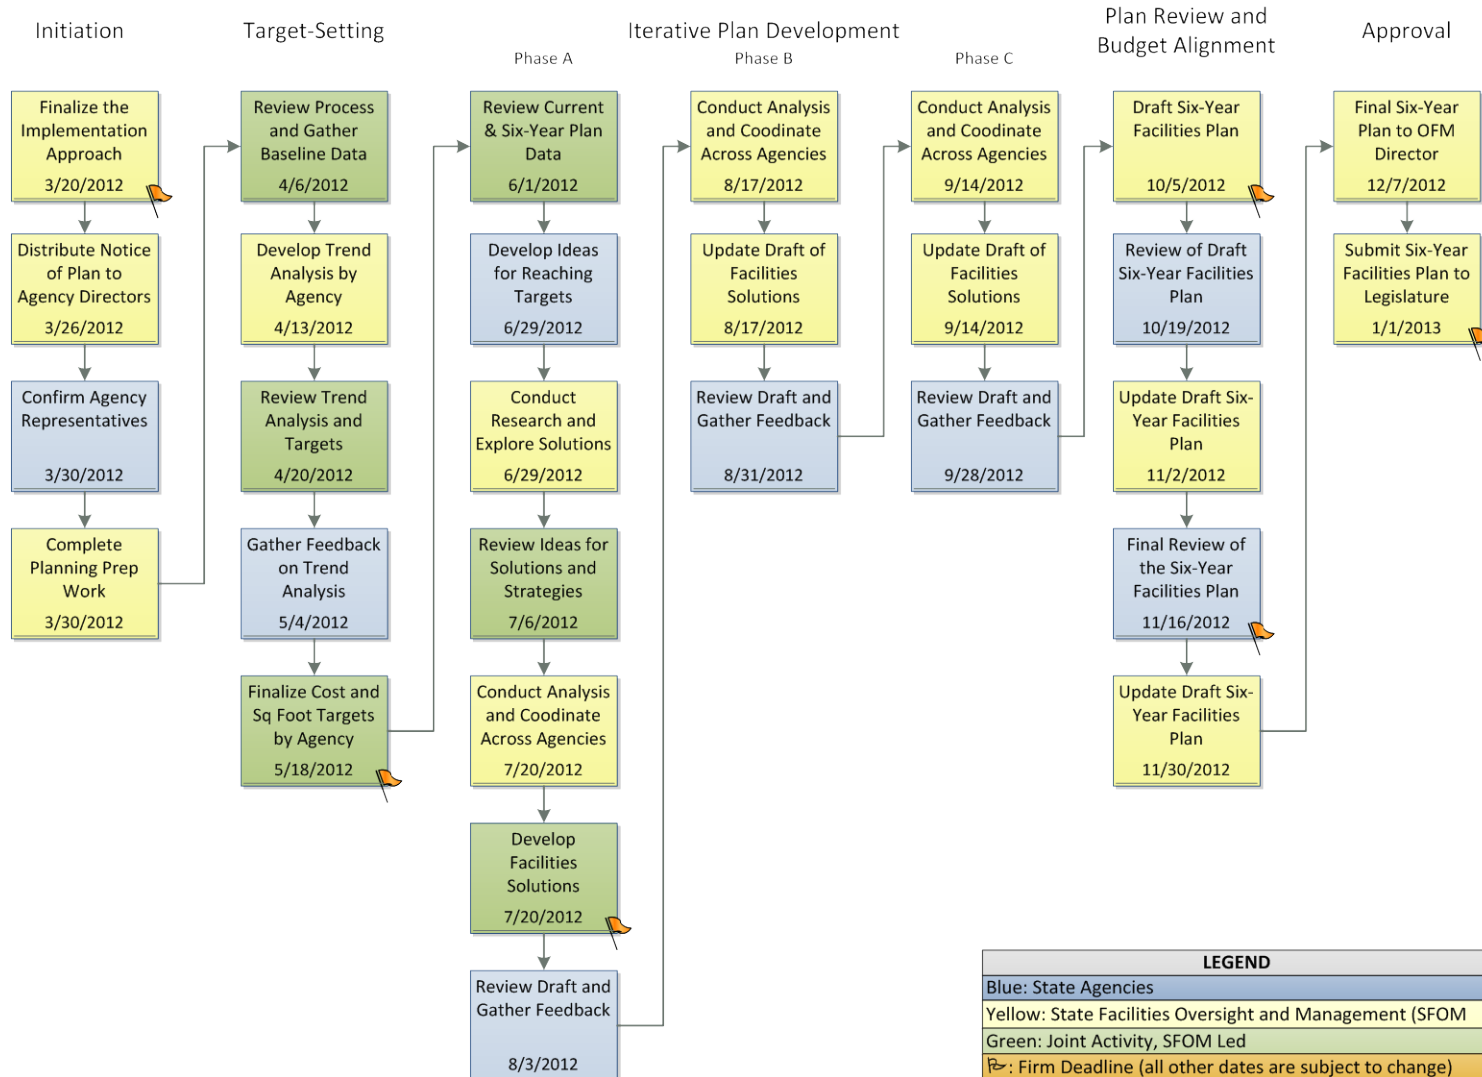 Initiation
Target-Setting
Iterative Plan Development
Plan Review and
Budget Alignment
Approval
Phase A
Phase B
Phase C
Finalize the
Implementation
Approach
3/20/2012
Distribute Notice
of Plan to
Agency Directors
3/26/2012
Confirm Agency
Representatives
3/30/2012
Complete
Planning Prep
Work
3/30/2012
Review Process
and Gather
Baseline Data
4/6/2012
Develop Trend
Analysis by
Agency
4/13/2012
Review Trend
Analysis and
Targets
4/20/2012
Gather Feedback
on Trend
Analysis
5/4/2012
Finalize Cost and
Sq Foot Targets
by Agency
5/18/2012
Review Current
& Six-Year Plan
Data
6/1/2012
Develop Ideas
for Reaching
Targets
6/29/2012
Conduct
Research and
Explore Solutions
6/29/2012
Review Ideas for
Solutions and
Strategies
7/6/2012
Conduct Analysis
and Coodinate
Across Agencies
7/20/2012
Develop
Facilities
Solutions
7/20/2012
Review Draft and
Gather Feedback
8/3/2012
Conduct Analysis
and Coodinate
Across Agencies
8/17/2012
Update Draft of
Facilities
Solutions
8/17/2012
Review Draft and
Gather Feedback
8/31/2012
Conduct Analysis
and Coodinate
Across Agencies
9/14/2012
Update Draft of
Facilities
Solutions
9/14/2012
Review Draft and
Gather Feedback
9/28/2012
Draft Six-Year
Facilities Plan
10/5/2012
Review of Draft
Six-Year Facilities
Plan
10/19/2012
Update Draft Six-
Year Facilities
Plan
11/2/2012
Final Review of
the Six-Year
Facilities Plan
11/16/2012
Update Draft Six-
Year Facilities
Plan
11/30/2012
Final Six-Year
Plan to OFM
Director
12/7/2012
Submit Six-Year
Facilities Plan to
Legislature
1/1/2013
LEGEND
Blue: State Agencies
Yellow: State Facilities Oversight and Management (SFOM
Green: Joint Activity, SFOM Led
: Firm Deadline (all other dates are subject to change)